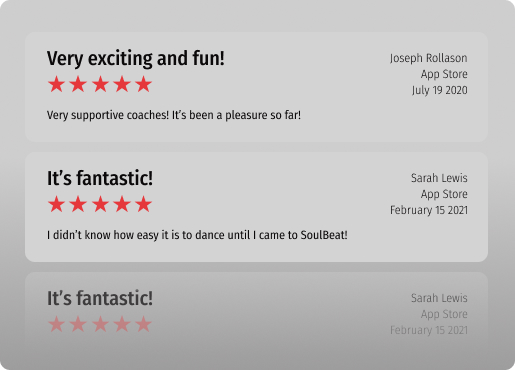 Very exciting and fun!
Joseph Rollason
App Store
July 19 2020
Very supportive coaches! It's been a pleasure so far!
It's fantastic!
Sarah Lewis
App Store
February 15 2021
I didn't know how easy it is to dance until I came to SoulBeat!
It's fantastic!
Sarah Lewis
App Store
February 15 2021